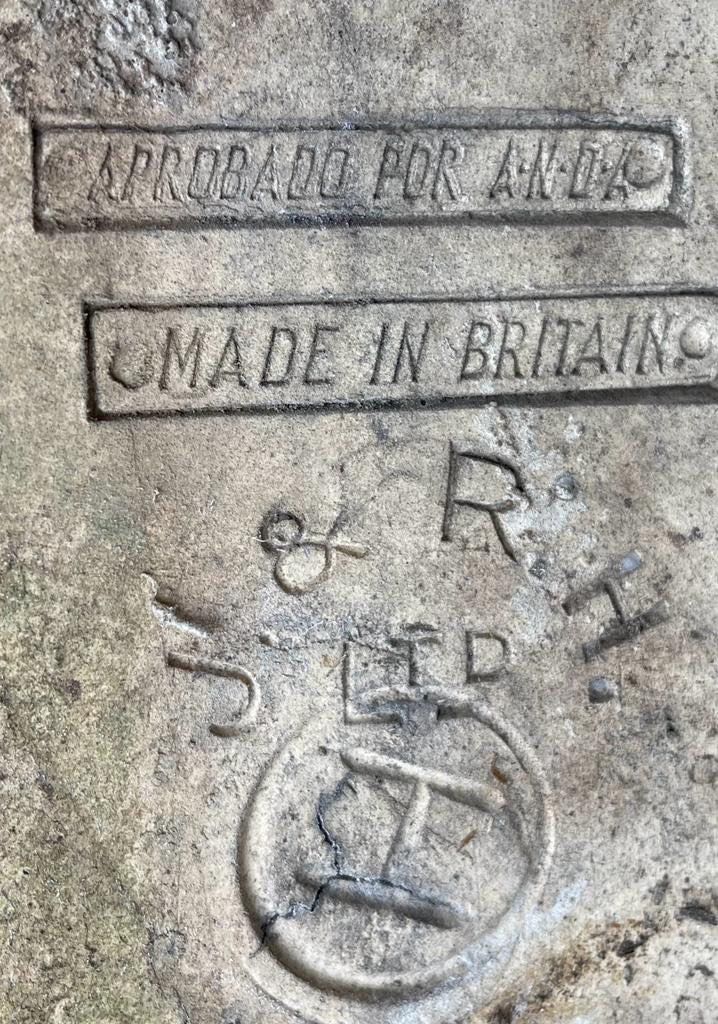 APROBADO POR A·N·D·A
MADE IN BRITAIN.
J & R. H.
LTD
H